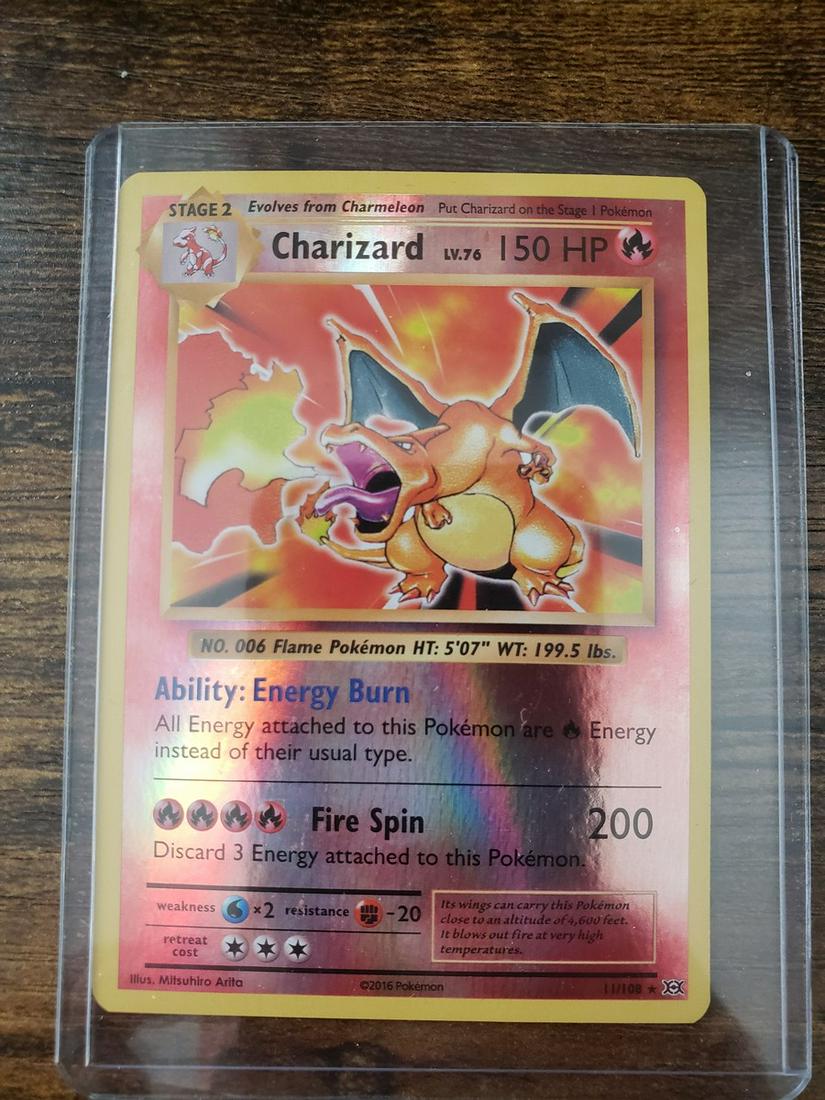 STAGE 2 Evolves from Charmeleon Put Charizard on the Stage 1 Pokémon
Charizard LV.76 150 HP
NO. 006 Flame Pokémon HT: 5'07" WT: 199.5 lbs.
Ability: Energy Burn
All Energy attached to this Pokémon are Energy
instead of their usual type.
Fire Spin 200
Discard 3 Energy attached to this Pokémon.
weakness ×2 resistance -20
retreat
cost
Its wings can carry this Pokémon
close to an altitude of 4,600 feet.
It blows out fire at very high
temperatures.
Illus. Mitsuhiro Arita ©2016 Pokémon 11/108 ★